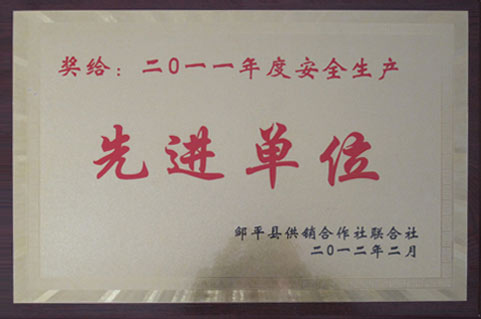 奖给：二〇一一年度安全生产
先进单位
邹平县供销合作社联合社
二〇一二年二月